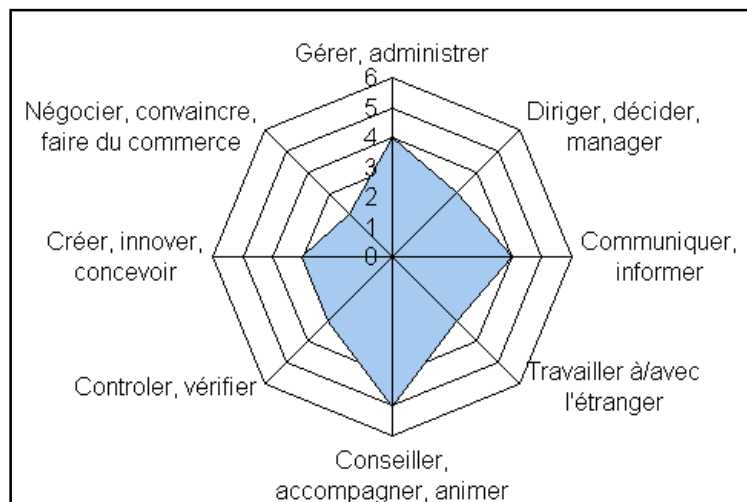 Gérer, administrer
6
5
4
3
2
1
0
Diriger, décider,
manager
Communiquer,
informer
Travailler à/avec
l'étranger
Conseiller,
accompagner, animer
Controler, vérifier
Créer, innover,
concevoir
Négocier, convaincre,
faire du commerce